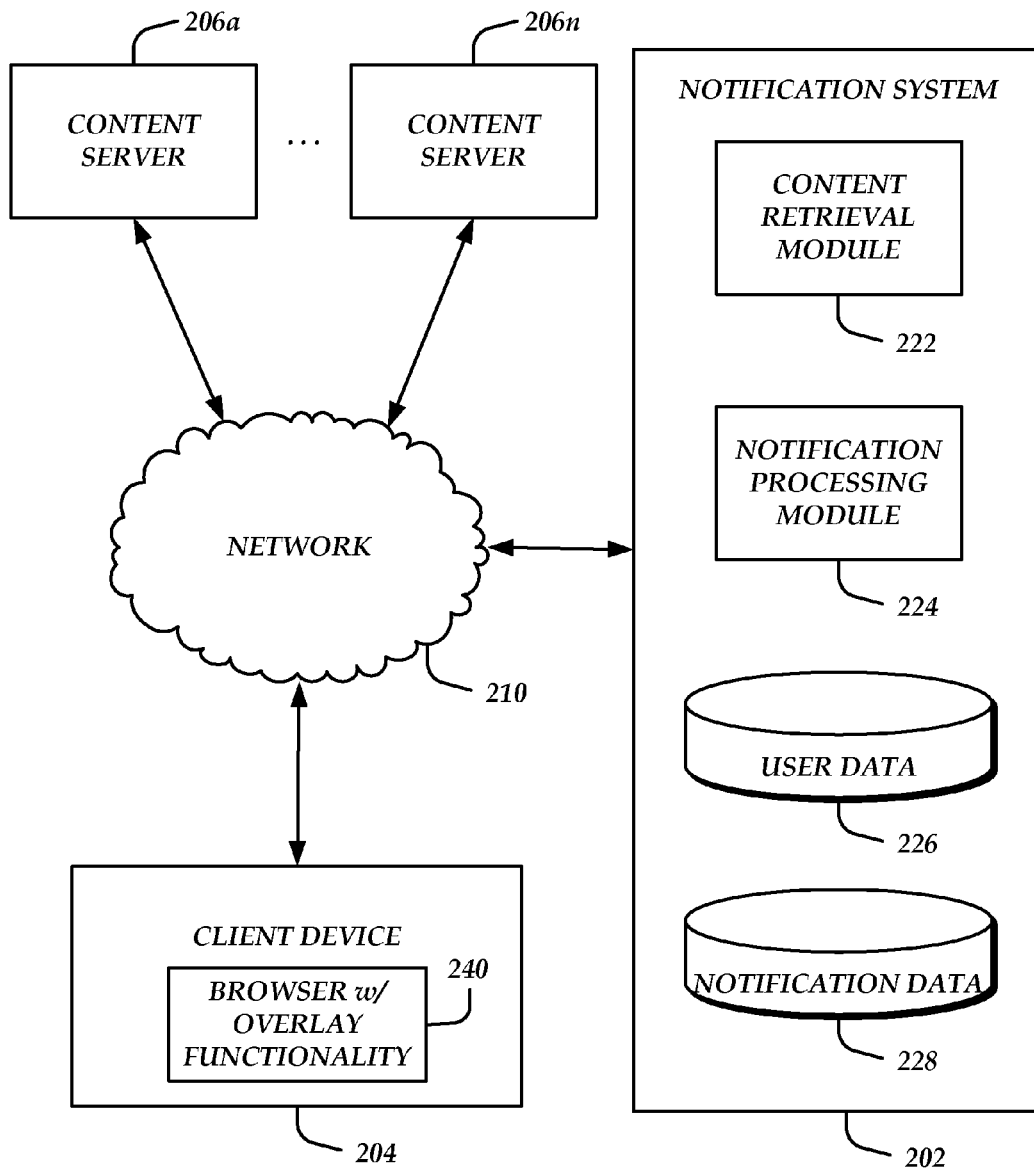 206a
206n
CONTENT
SERVER
...
CONTENT
SERVER
NOTIFICATION SYSTEM
CONTENT
RETRIEVAL
MODULE
222
NOTIFICATION
PROCESSING
MODULE
224
NETWORK
210
USER DATA
226
CLIENT DEVICE
240
BROWSER w/
OVERLAY
FUNCTIONALITY
204
NOTIFICATION DATA
228
202